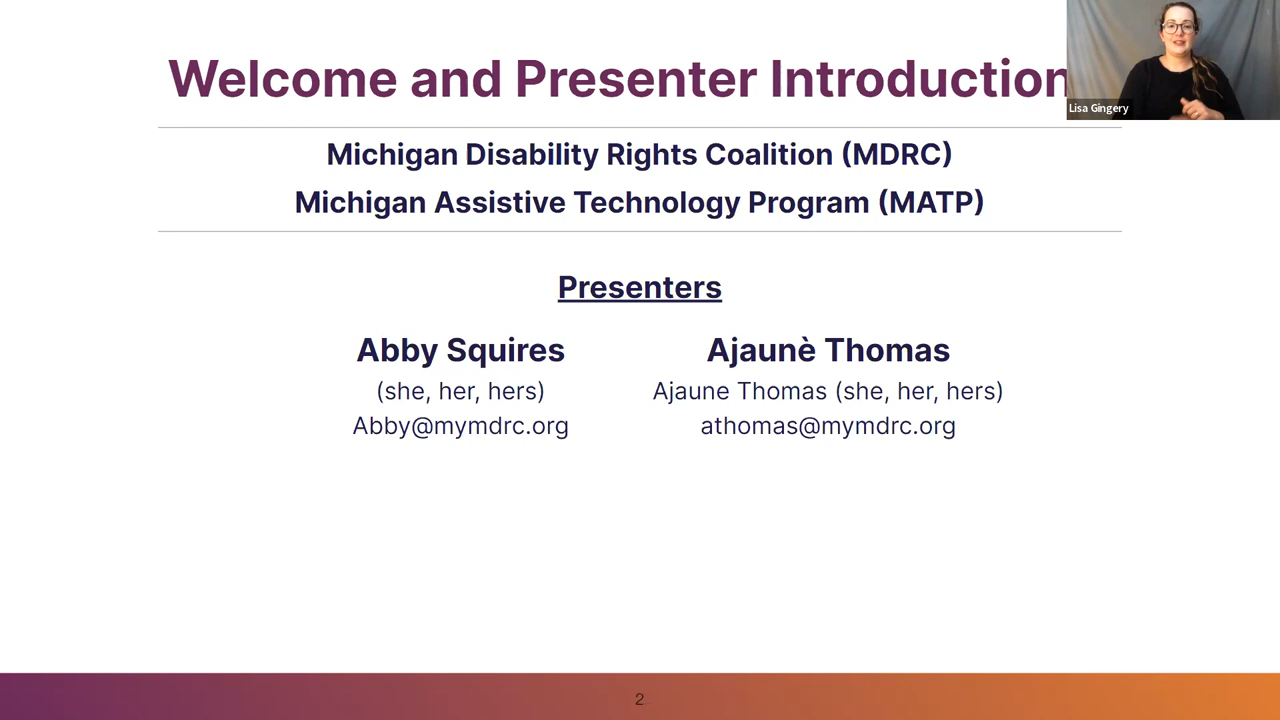 Welcome and Presenter Introduction
Lisa Gingery
Michigan Disability Rights Coalition (MDRC)
Michigan Assistive Technology Program (MATP)
Presenters
Abby Squires
(she, her, hers)
Abby@mymdrc.org
Ajaunè Thomas
Ajaune Thomas (she, her, hers)
athomas@mymdrc.org
2